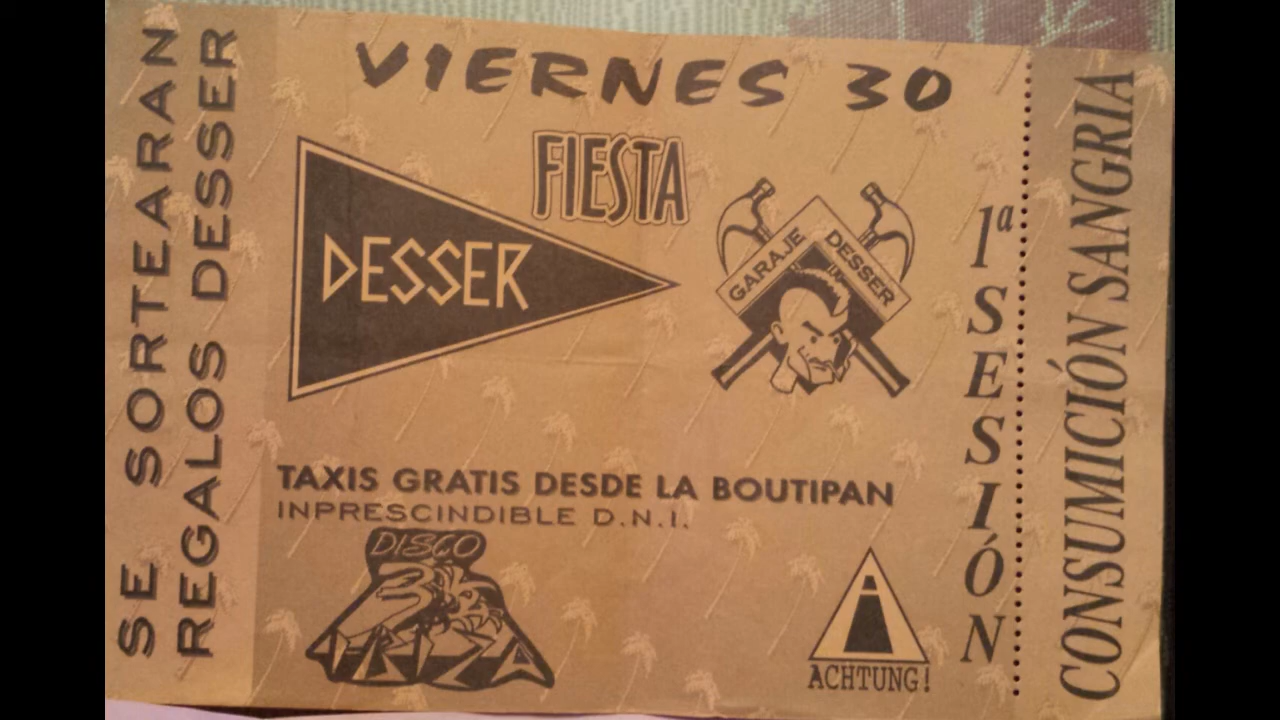 VIERNES 30
SE SORTEARAN
REGALOS DESSER
FIESTA
DESSER
GARAJE DESSER
TAXIS GRATIS DESDE LA BOUTIPAN
INPRESCINDIBLE D.N.I.
DISCO
ACHTUNG!
1ª SESIÓN
CONSUMICIÓN SANGRIA